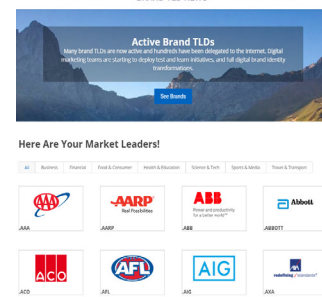 Active Brand TLDs
Many brand TLDs are now active and hundreds have been delegated to the Internet. Digital
marketing teams are starting to deploy test and learn initiatives, and full digital brand identity
transformations.
See Brands
Here Are Your Market Leaders!
All Business Financial Food & Consumer Health & Education Science & Tech Sports & Media Travel & Transport
AAA
AARP
Real Possibilities
ABB
Power and productivity
for a better world™
Abbott
.AAA .AARP .ABB .ABBOTT
ACO
AFL
AIG
AXA
redefining / standards
.ACO .AFL .AIG .AXA